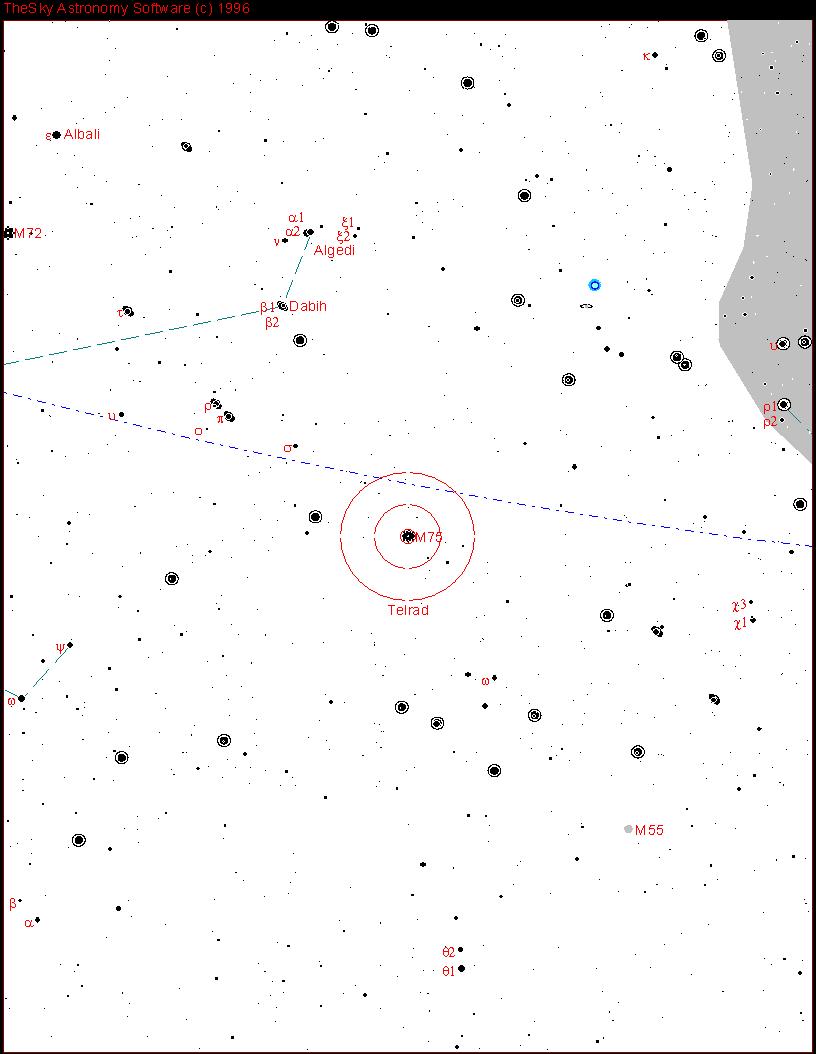 TheSky Astronomy Software (c) 1996
κ
ε Albali
α1
ξ1
M72
α2
ξ2
ν
Algedi
β1 Dabih
τ
β2
υ
ρ
ρ1
υ
π
ρ2
ο
σ
M75
χ3
Telrad
χ1
ψ
ω
ω
M55
β
α
θ2
θ1